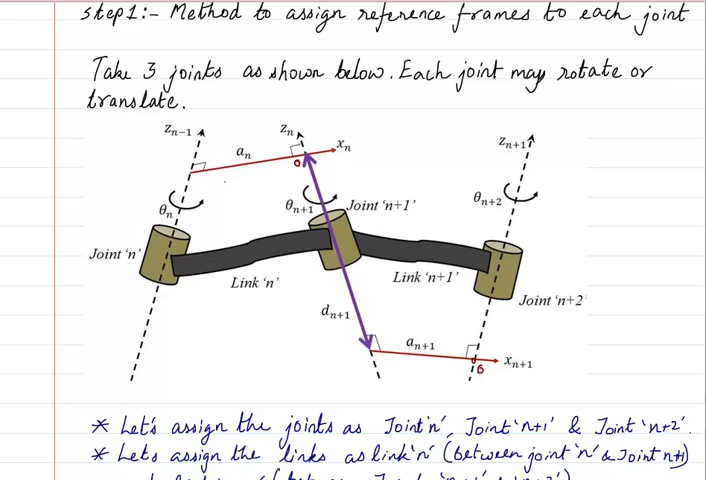 step1:- Method to assign reference frames to each joint
Take 3 joints as shown below. Each joint may rotate or
translate.
z_{n-1}
z_n
z_{n+1}
a_n
x_n
o
θ_n
θ_{n+1}
θ_{n+2}
Joint 'n+1'
Joint 'n'
Link 'n'
Link 'n+1'
Joint 'n+2'
d_{n+1}
a_{n+1}
x_{n+1}
o
* Let's assign the joints as Joint 'n', Joint 'n+1' & Joint 'n+2'.
* Lets assign the links as link 'n' (between joint 'n' & Joint n+1)